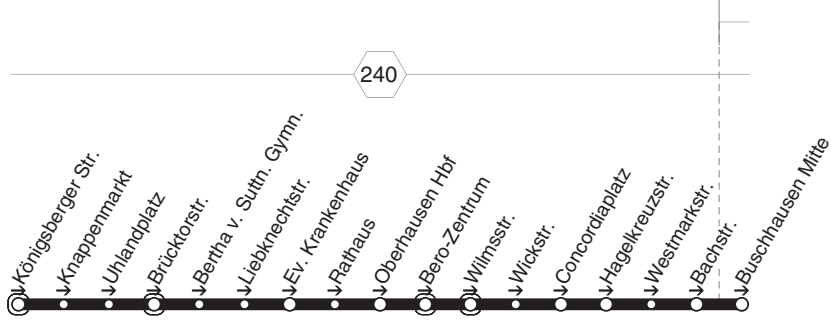 240
Königsberger Str.
Knappenmarkt
Uhlandplatz
Brücktorstr.
Bertha v. Suttn. Gymn.
Liebknechtstr.
Ev. Krankenhaus
Rathaus
Oberhausen Hbf
Bero-Zentrum
Wilmsstr.
Wickstr.
Concordiaplatz
Hagelkreuzstr.
Westmarkstr.
Bachstr.
Buschhausen Mitte